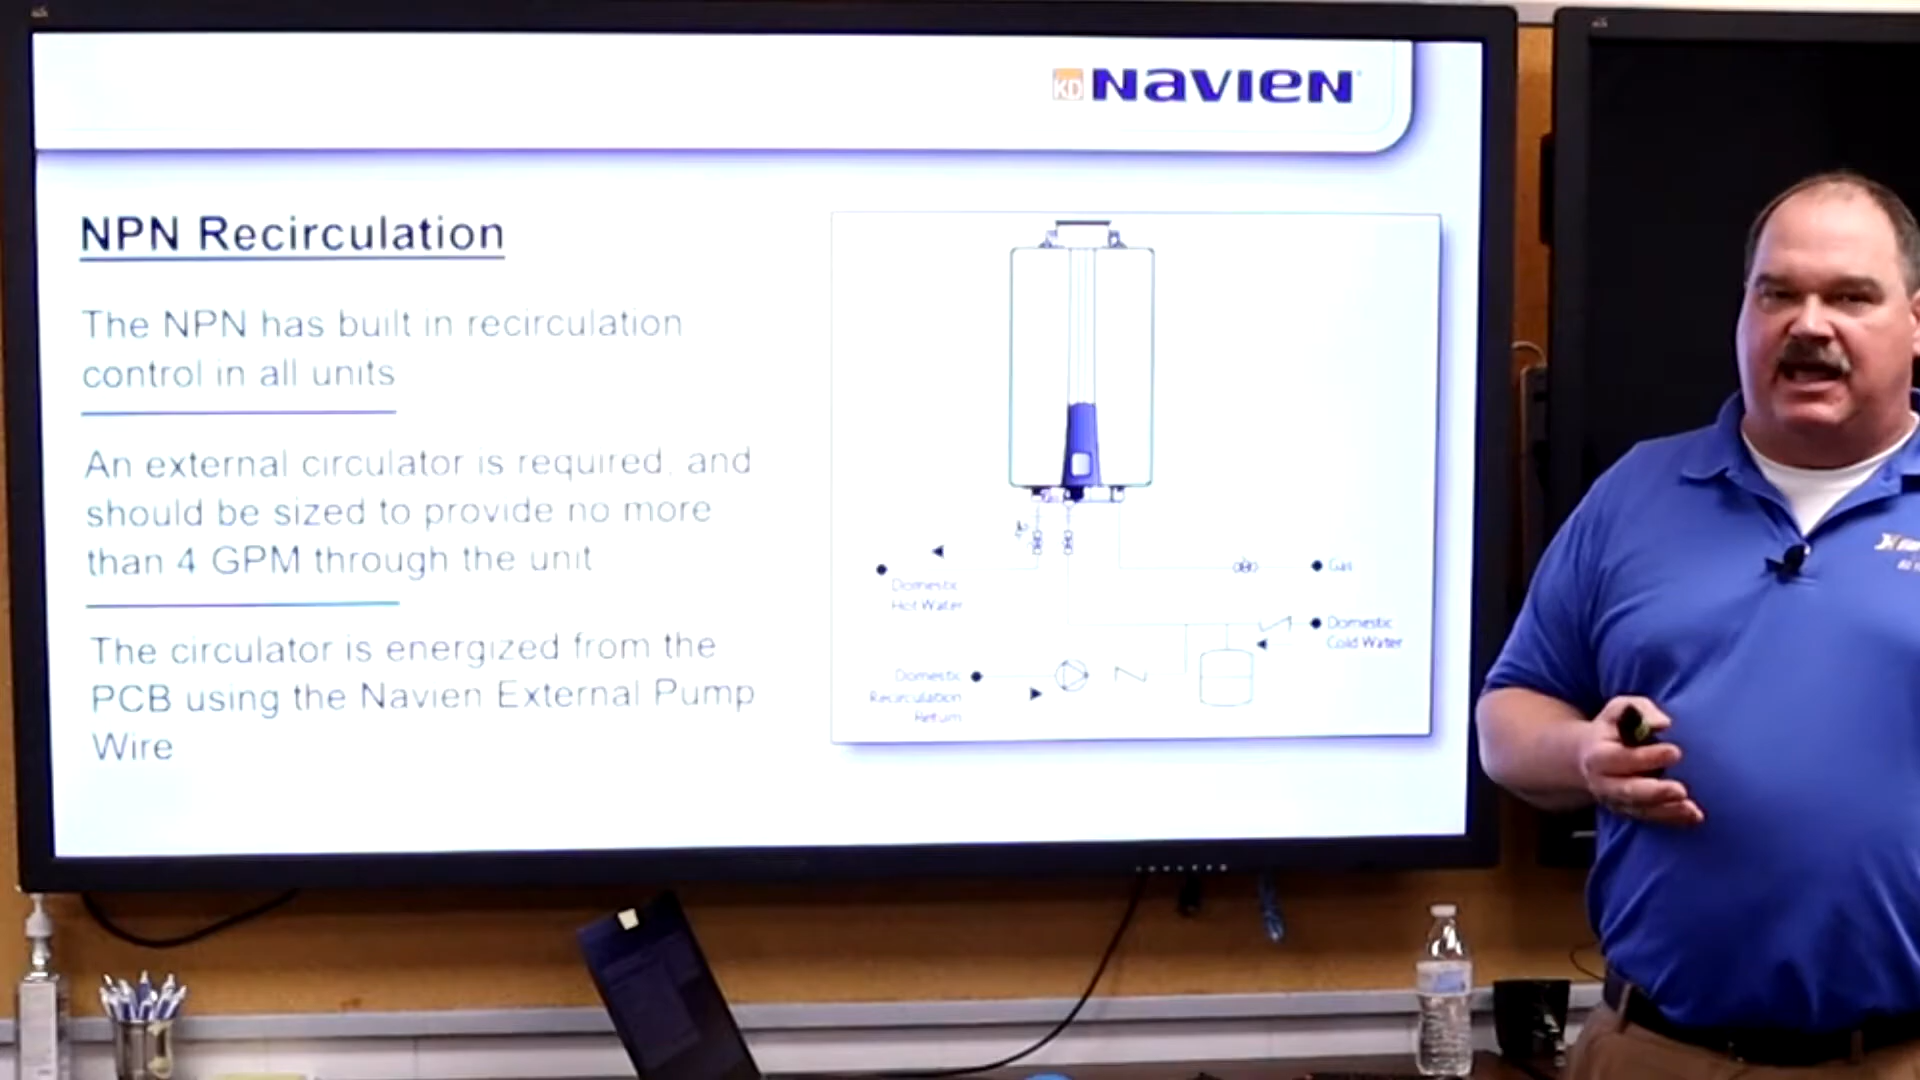 KD NAVIEN
NPN Recirculation
The NPN has built in recirculation
control in all units
An external circulator is required, and
should be sized to provide no more
than 4 GPM through the unit
The circulator is energized from the
PCB using the Navien External Pump
Wire
Domestic
Hot Water
Gas
Domestic
Cold Water
Domestic
Recirculation
Return